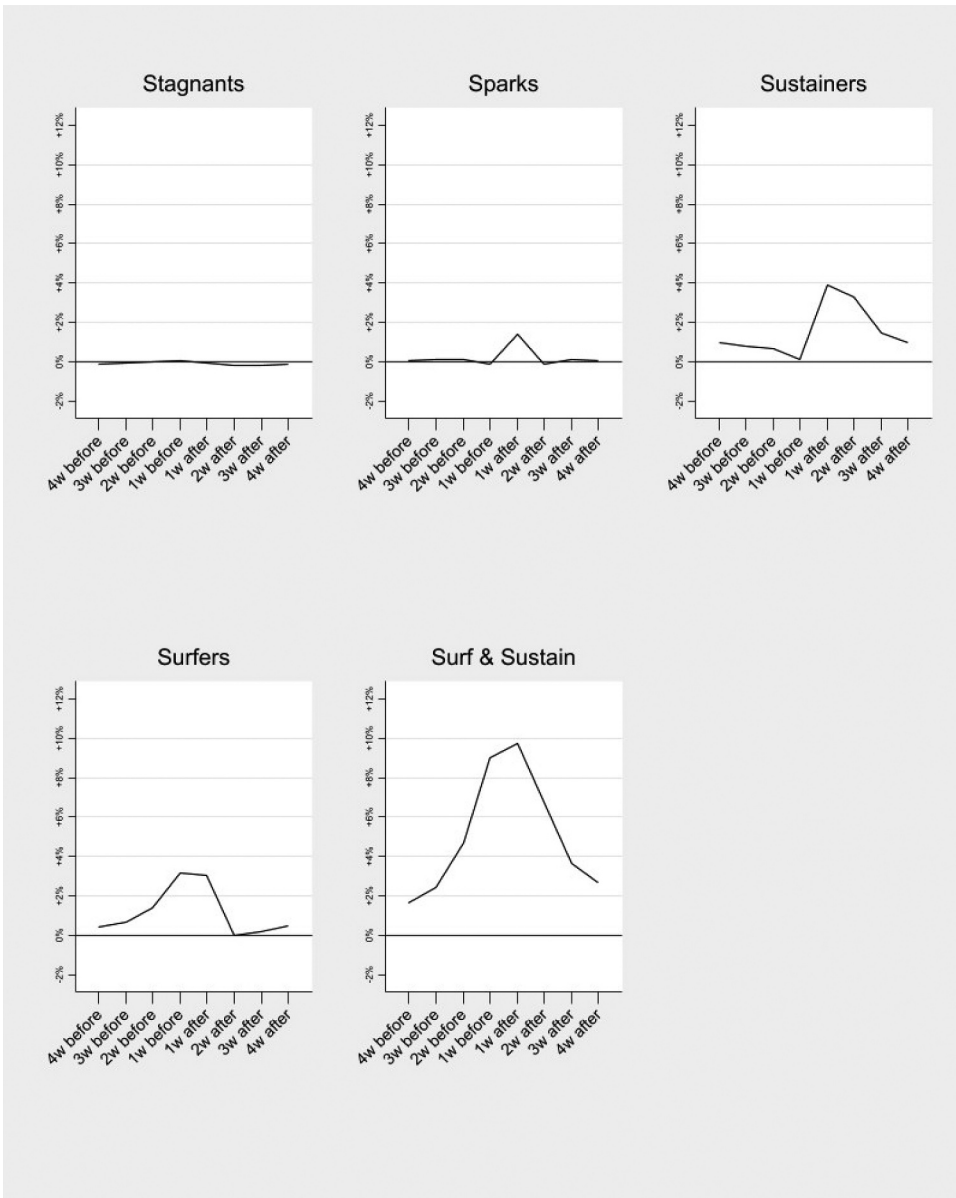 Stagnants
+12%
+10%
+8%
+6%
+4%
+2%
0%
-2%
4w before
3w before
2w before
1w before
1w after
2w after
3w after
4w after
Sparks
+12%
+10%
+8%
+6%
+4%
+2%
0%
-2%
4w before
3w before
2w before
1w before
1w after
2w after
3w after
4w after
Sustainers
+12%
+10%
+8%
+6%
+4%
+2%
0%
-2%
4w before
3w before
2w before
1w before
1w after
2w after
3w after
4w after
Surfers
+12%
+10%
+8%
+6%
+4%
+2%
0%
-2%
4w before
3w before
2w before
1w before
1w after
2w after
3w after
4w after
Surf & Sustain
+12%
+10%
+8%
+6%
+4%
+2%
0%
-2%
4w before
3w before
2w before
1w before
1w after
2w after
3w after
4w after